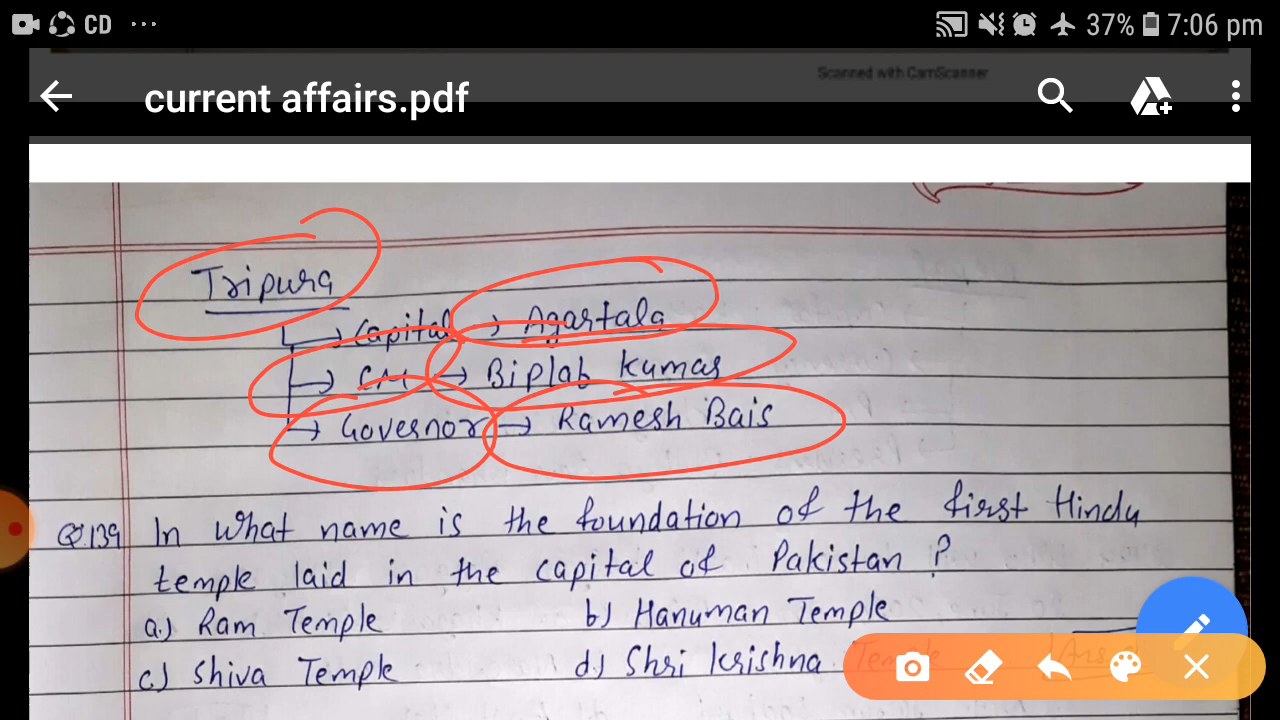 CD ... 37% 7:06 pm
Scanned with CamScanner
current affairs.pdf
Tripura
→ Capital → Agartala
→ CM → Biplab Kumar
→ Governor → Ramesh Bais
Q.139 In what name is the foundation of the first Hindu
temple laid in the capital of Pakistan ?
a.) Ram Temple b.) Hanuman Temple
c.) Shiva Temple d.) Shri Krishna Temple